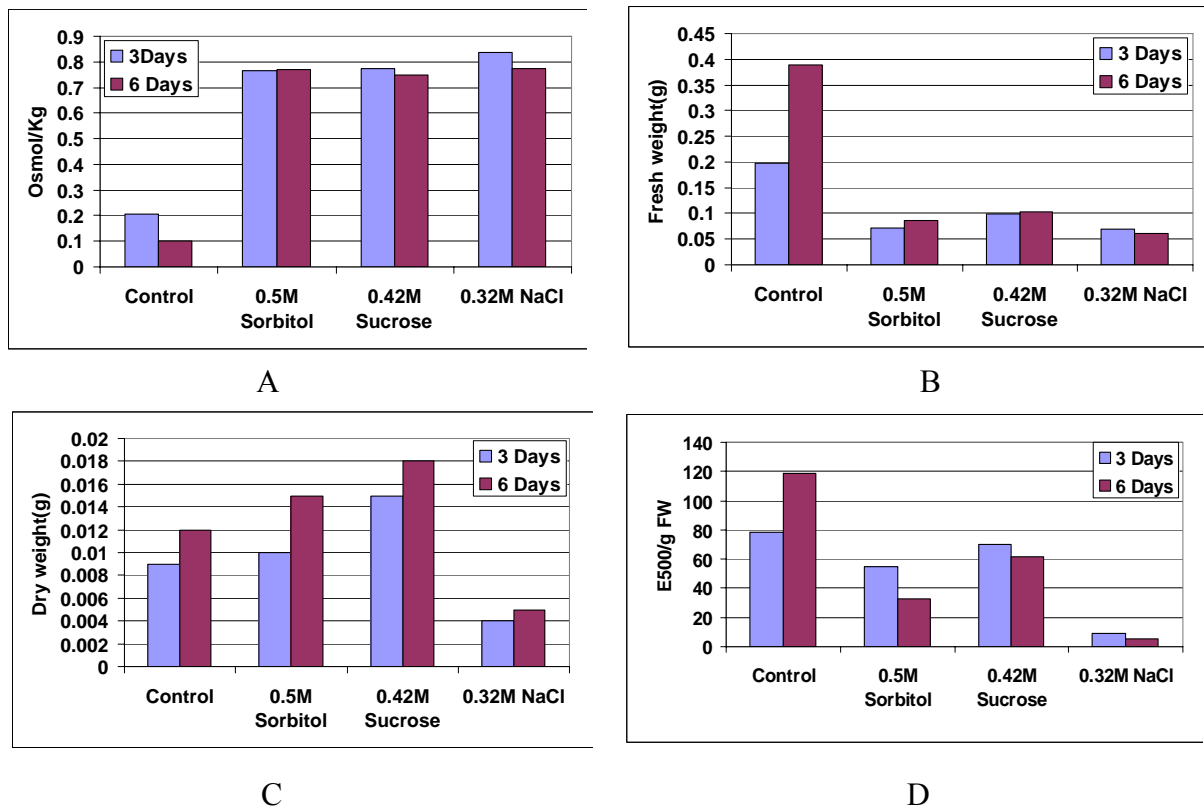 0.9
0.8
0.7
0.6
0.5
0.4
0.3
0.2
0.1
0
Osmol/Kg
3Days
6 Days
Control
0.5M Sorbitol
0.42M Sucrose
0.32M NaCl
A
0.45
0.4
0.35
0.3
0.25
0.2
0.15
0.1
0.05
0
Fresh weight(g)
3 Days
6 Days
Control
0.5M Sorbitol
0.42M Sucrose
0.32M NaCl
B
0.02
0.018
0.016
0.014
0.012
0.01
0.008
0.006
0.004
0.002
0
Dry weight(g)
3 Days
6 Days
Control
0.5M Sorbitol
0.42M Sucrose
0.32M NaCl
C
140
120
100
80
60
40
20
0
E500/g FW
3 Days
6 Days
Control
0.5M Sorbitol
0.42M Sucrose
0.32M NaCl
D